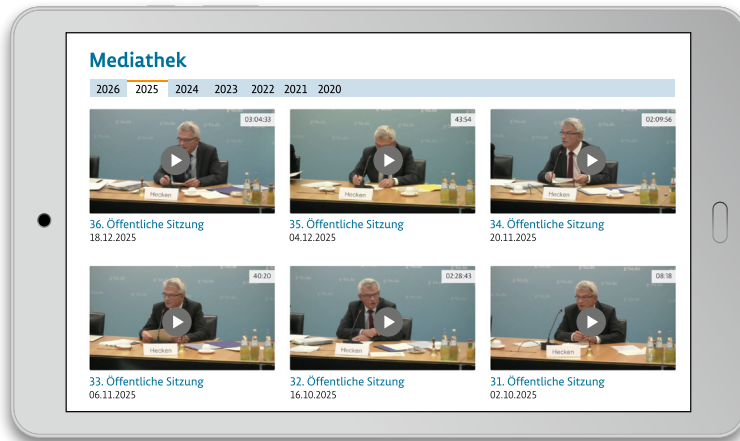 Mediathek
2026 2025 2024 2023 2022 2021 2020
03:04:33 43:54 02:09:56
Hecken Hecken Hecken
36. Öffentliche Sitzung 35. Öffentliche Sitzung 34. Öffentliche Sitzung
18.12.2025 04.12.2025 20.11.2025
40:20 02:28:43 08:18
Hecken Hecken Hecken
33. Öffentliche Sitzung 32. Öffentliche Sitzung 31. Öffentliche Sitzung
06.11.2025 16.10.2025 02.10.2025